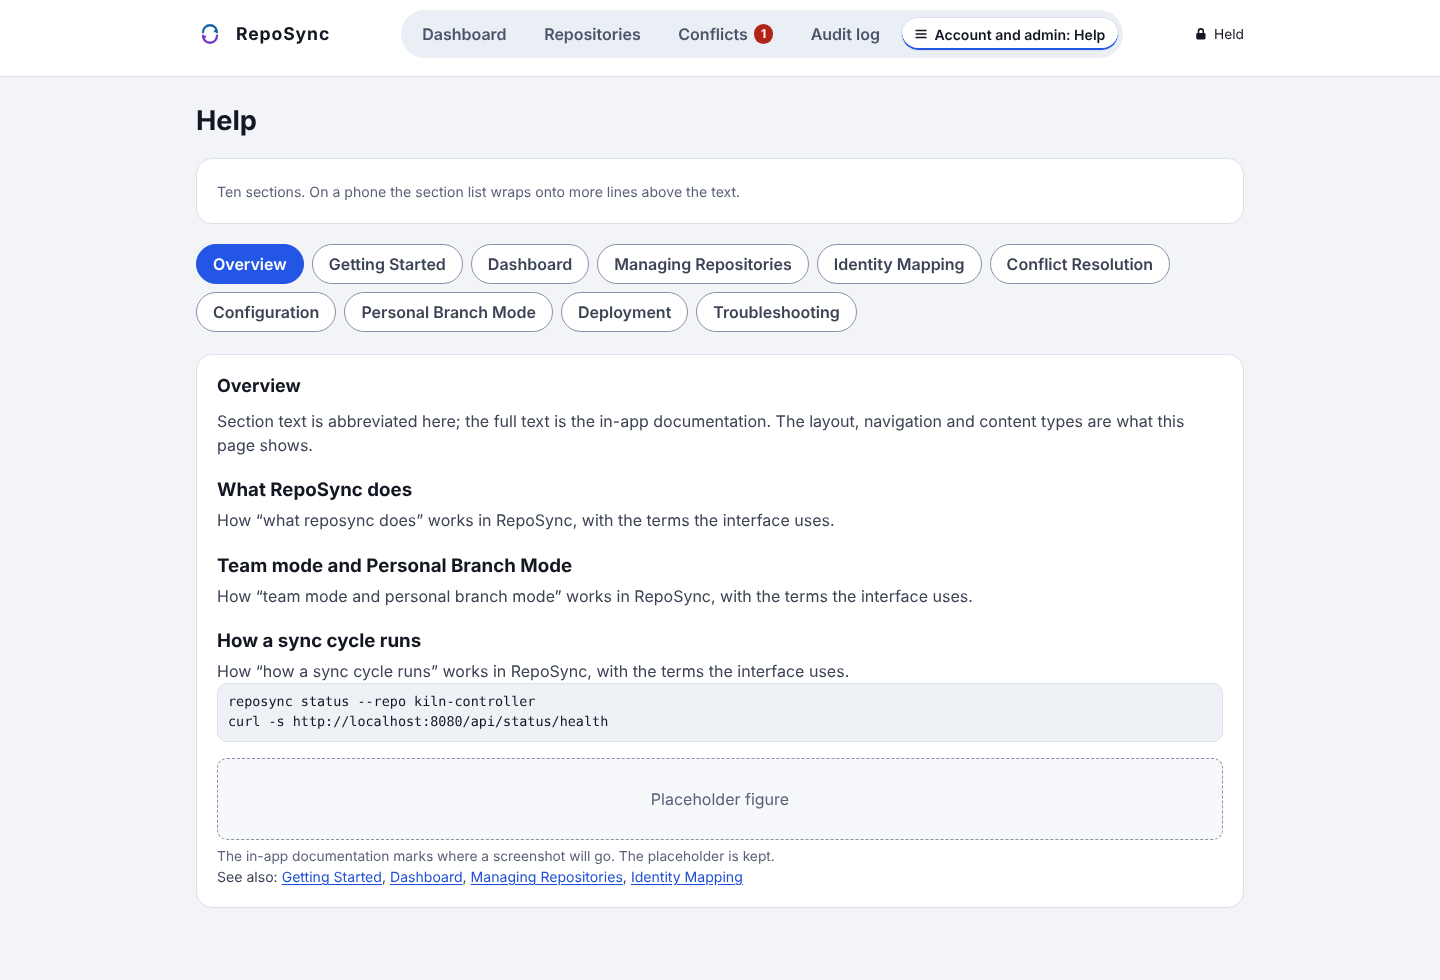 RepoSync
Dashboard
Repositories
Conflicts 1
Audit log
Account and admin: Help
Held
Help
Ten sections. On a phone the section list wraps onto more lines above the text.
Overview
Getting Started
Dashboard
Managing Repositories
Identity Mapping
Conflict Resolution
Configuration
Personal Branch Mode
Deployment
Troubleshooting
Overview
Section text is abbreviated here; the full text is the in-app documentation. The layout, navigation and content types are what this
page shows.
What RepoSync does
How “what reposync does” works in RepoSync, with the terms the interface uses.
Team mode and Personal Branch Mode
How “team mode and personal branch mode” works in RepoSync, with the terms the interface uses.
How a sync cycle runs
How “how a sync cycle runs” works in RepoSync, with the terms the interface uses.
reposync status --repo kiln-controller
curl -s http://localhost:8080/api/status/health
Placeholder figure
The in-app documentation marks where a screenshot will go. The placeholder is kept.
See also: Getting Started, Dashboard, Managing Repositories, Identity Mapping